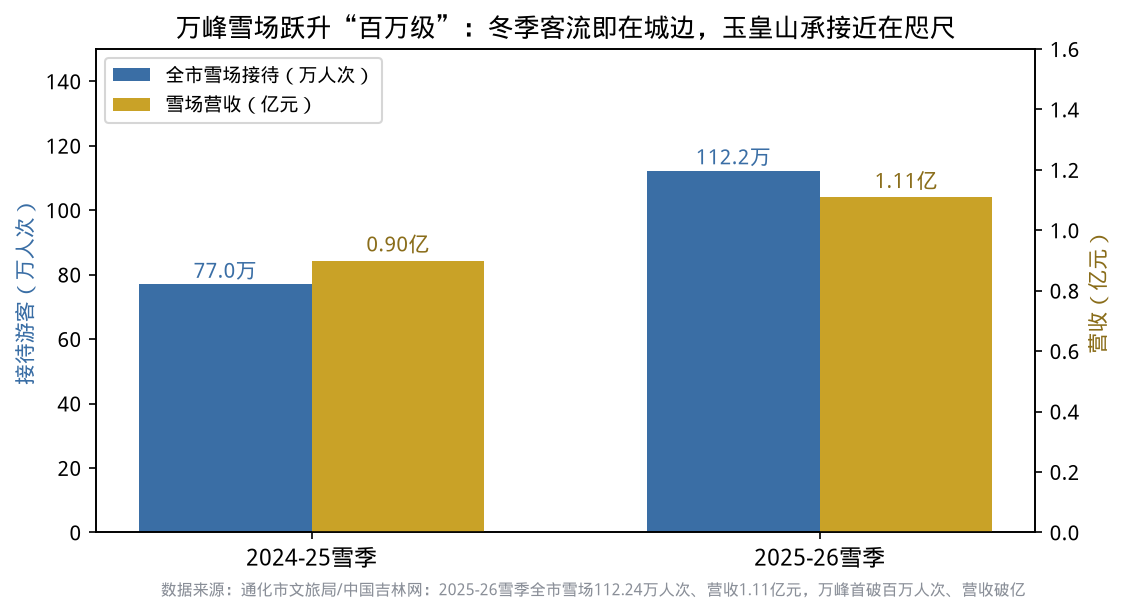 万峰雪场跃升“百万级”：冬季客流即在城边，玉皇山承接近在咫尺
全市雪场接待（万人次）
雪场营收（亿元）
接待游客（万人次）
140
120
100
80
60
40
20
0
77.0万
0.90亿
112.2万
1.11亿
1.6
1.4
1.2
1.0
0.8
0.6
0.4
0.2
0.0
营收（亿元）
2024-25雪季
2025-26雪季
数据来源：通化市文旅局/中国吉林网：2025-26雪季全市雪场112.24万人次、营收1.11亿元，万峰首破百万人次、营收破亿